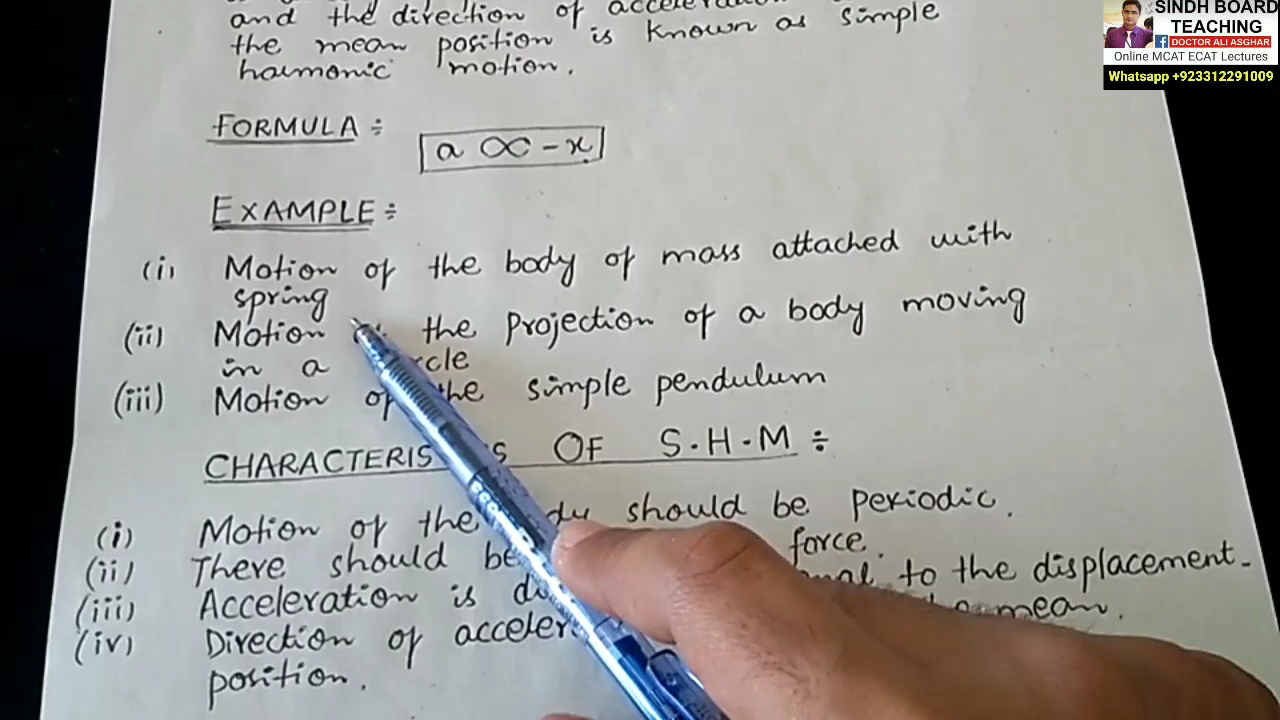 and the direction of
the mean position is known as simple
harmonic motion.
FORMULA ÷
a ∝ - x
EXAMPLE ÷
(i) Motion of the body of mass attached with
spring
(ii) Motion the projection of a body moving
in a
(iii) Motion of the simple pendulum
OF S.H.M ÷
(i) Motion of the should be periodic.
(ii) There should be force.
(iii) Acceleration is to the displacement.
(iv) Direction of mean
position.
SINDH BOARD
TEACHING
DOCTOR ALI ASGHAR
Online MCAT ECAT Lectures
Whatsapp +923312291009